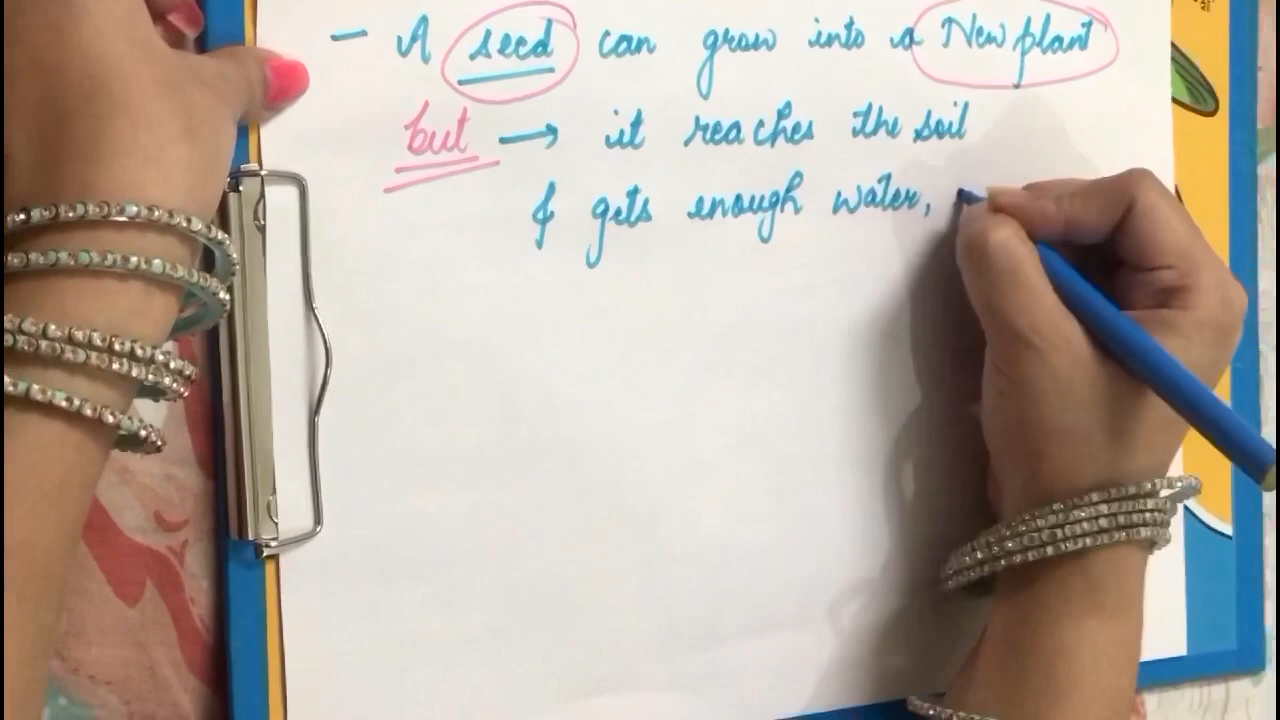 - A seed can grow into a New plant
but → it reaches the soil
& gets enough water,